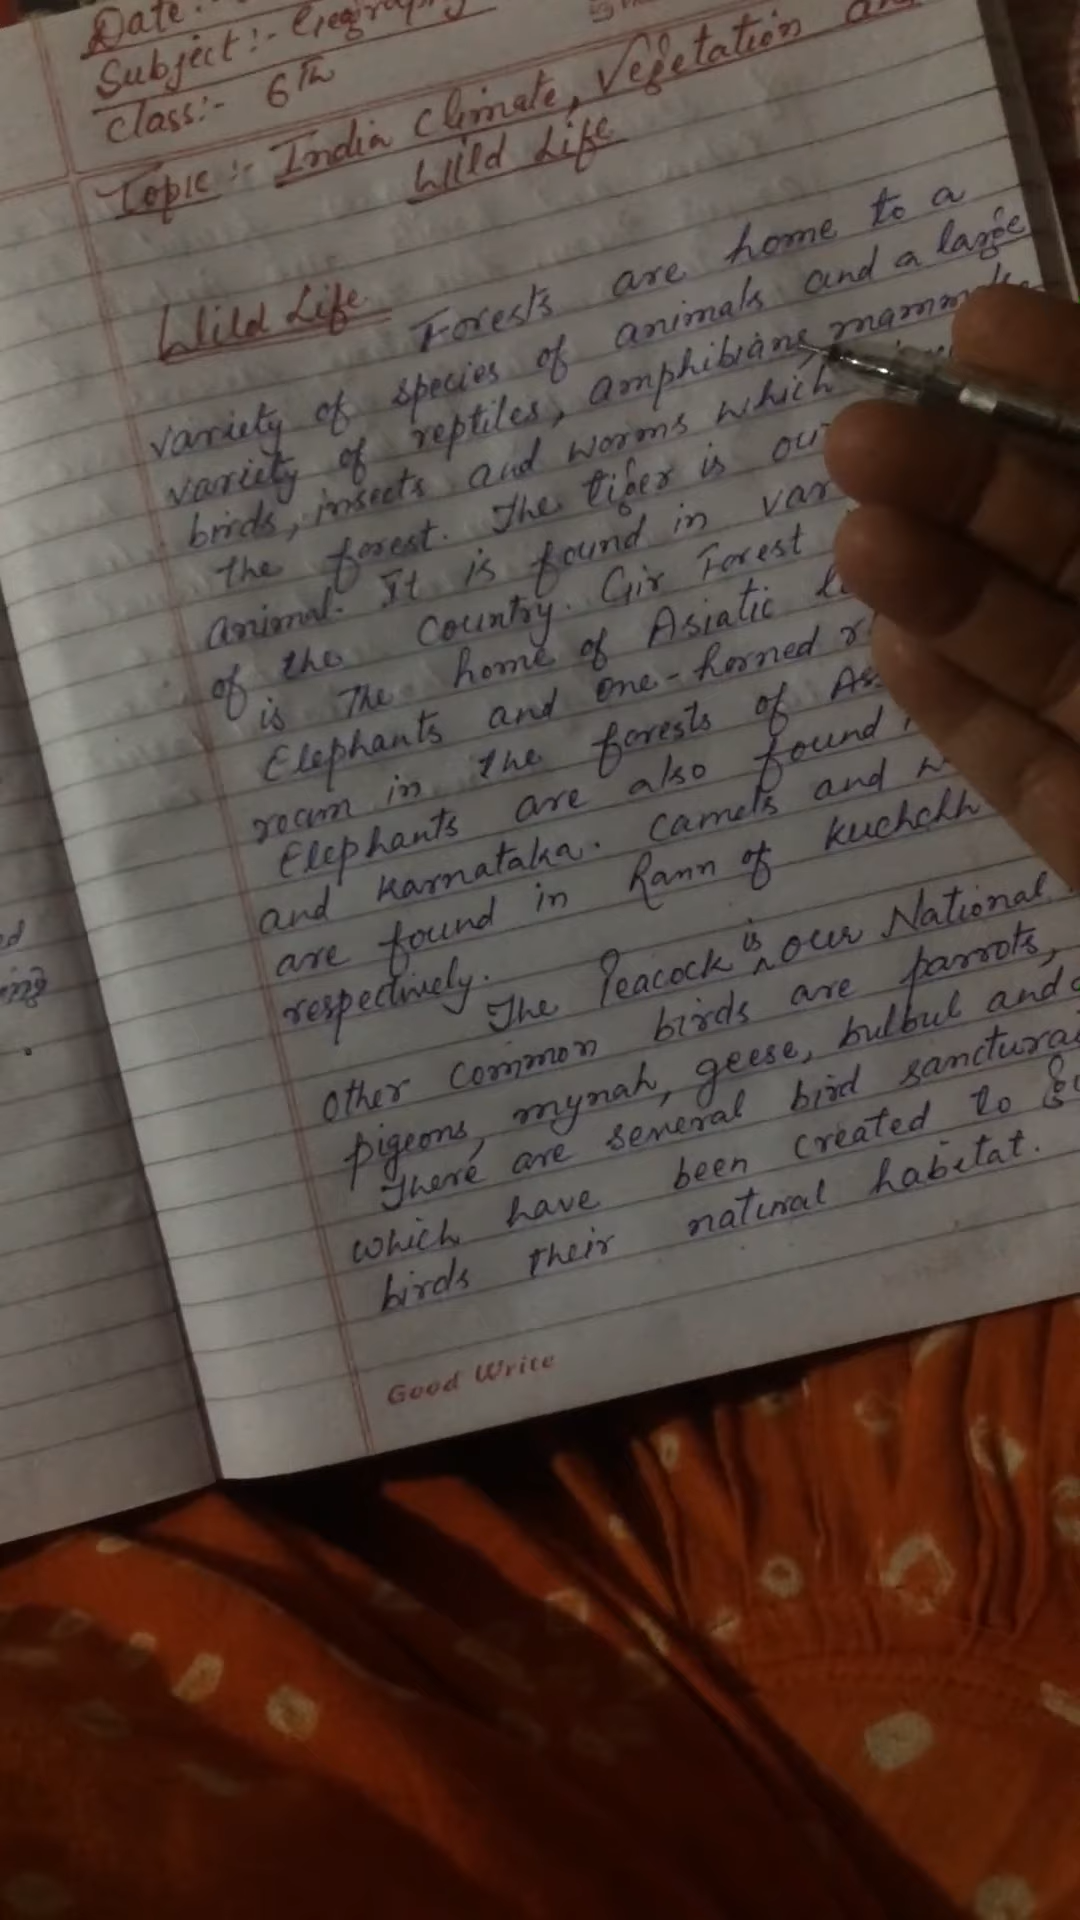 Date:-
Subject:- Geography
Class:- 6Th
Topic:- India Climate, Vegetation and
Wild Life
Wild Life
Forests are home to a
variety of species of animals and a large
variety of reptiles, amphibians, mammals
birds, insects and worms which
the forest. The tiger is our
animal. It is found in var
of the country. Gir Forest
is The home of Asiatic
Elephants and One-horned
roam in the forests of As
Elephants are also found
and Karnataka. Camels and
are found in Rann of Kuchchh
respectively.
The Peacock is our National
Other Common birds are parrots,
pigeons, mynah, geese, bulbul and
There are several bird sancturai
which have been created to
birds their natural habitat.
Good Write